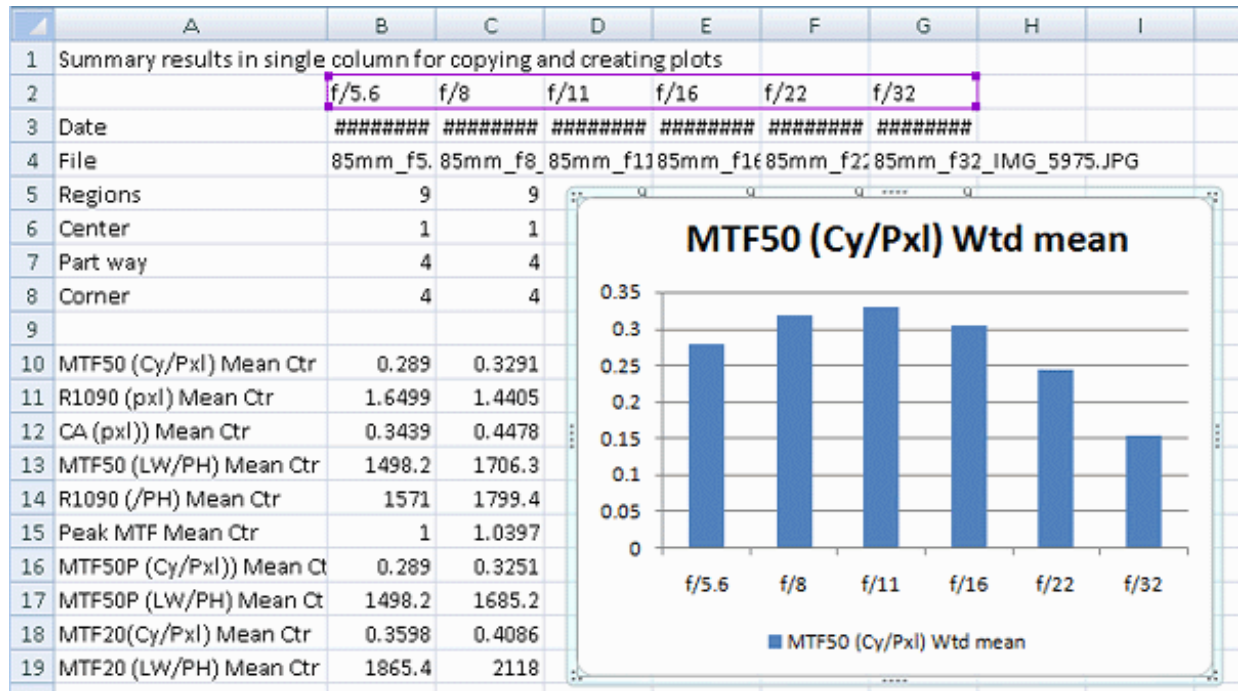 A B C D E F G H I
1 Summary results in single column for copying and creating plots
2 f/5.6 f/8 f/11 f/16 f/22 f/32
3 Date ######## ######## ######## ######## ######## ########
4 File 85mm_f5. 85mm_f8_ 85mm_f11 85mm_f16 85mm_f22 85mm_f32_IMG_5975.JPG
5 Regions 9 9 9 9 9 9
6 Center 1 1
7 Part way 4 4
8 Corner 4 4
9
10 MTF50 (Cy/Pxl) Mean Ctr 0.289 0.3291
11 R1090 (pxl) Mean Ctr 1.6499 1.4405
12 CA (pxl)) Mean Ctr 0.3439 0.4478
13 MTF50 (LW/PH) Mean Ctr 1498.2 1706.3
14 R1090 (/PH) Mean Ctr 1571 1799.4
15 Peak MTF Mean Ctr 1 1.0397
16 MTF50P (Cy/Pxl)) Mean Ct 0.289 0.3251
17 MTF50P (LW/PH) Mean Ct 1498.2 1685.2
18 MTF20(Cy/Pxl) Mean Ctr 0.3598 0.4086
19 MTF20 (LW/PH) Mean Ctr 1865.4 2118
MTF50 (Cy/Pxl) Wtd mean
0.35
0.3
0.25
0.2
0.15
0.1
0.05
0
f/5.6 f/8 f/11 f/16 f/22 f/32
MTF50 (Cy/Pxl) Wtd mean